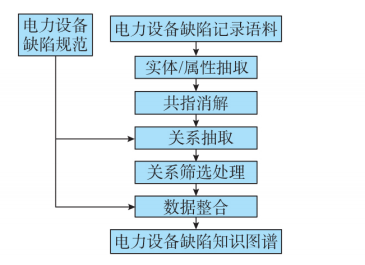 电力设备
缺陷规范
电力设备缺陷记录语料
实体/属性抽取
共指消解
关系抽取
关系筛选处理
数据整合
电力设备缺陷知识图谱